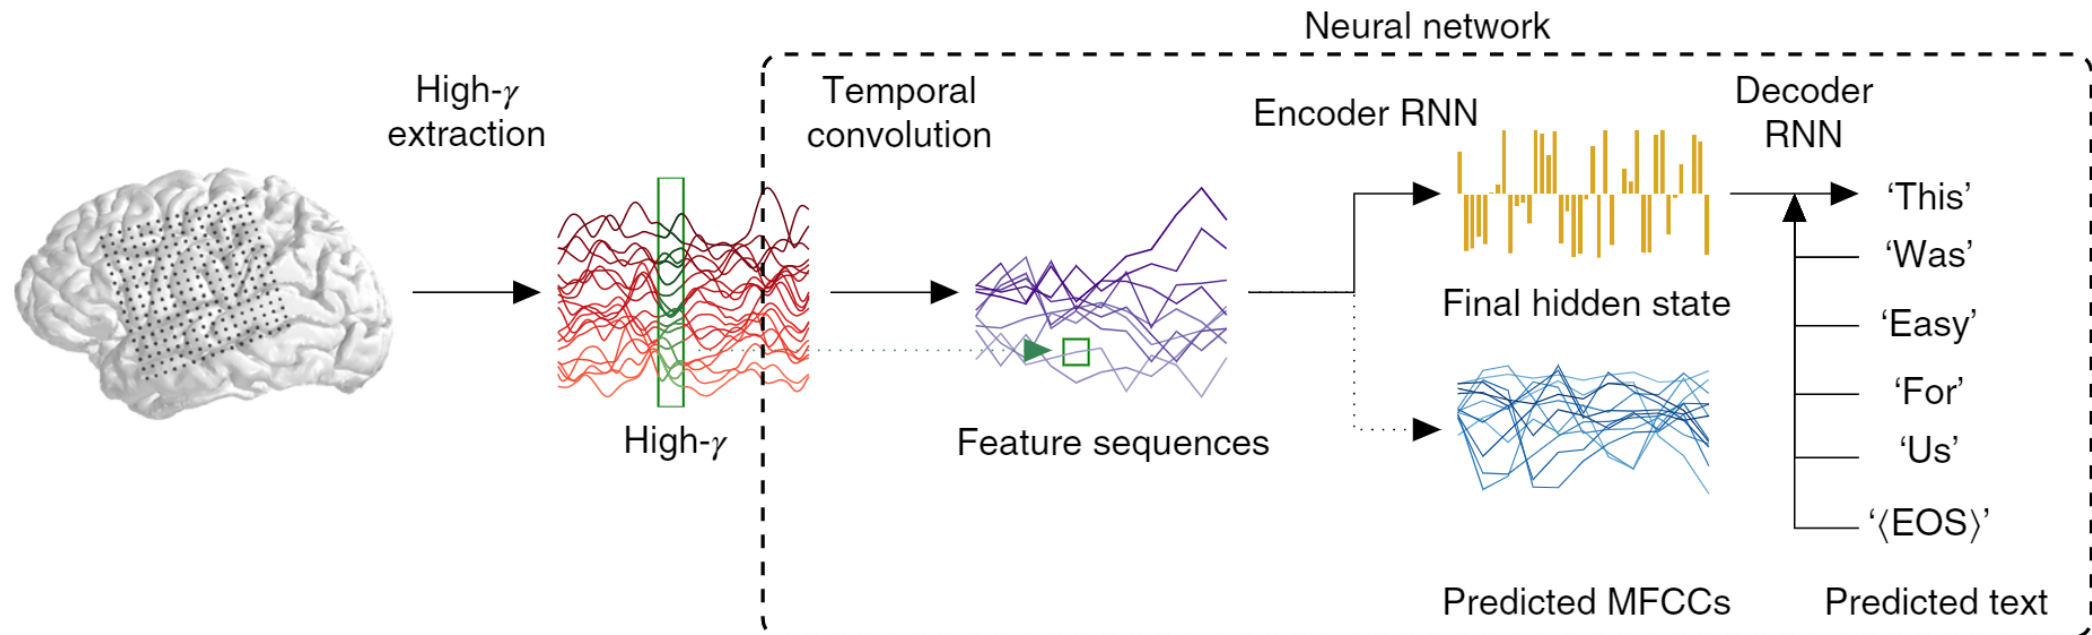 Neural network
High-γ
extraction
Temporal
convolution
Encoder RNN
Decoder
RNN
‘This’
‘Was’
‘Easy’
‘For’
‘Us’
‘⟨EOS⟩’
Final hidden state
High-γ
Feature sequences
Predicted MFCCs
Predicted text